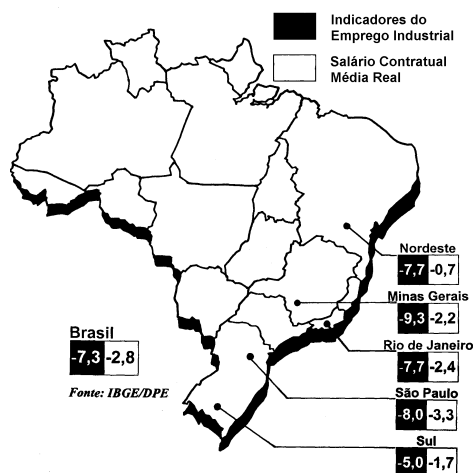 Indicadores do
Emprego Industrial
Salário Contratual
Média Real
Nordeste
-7,7 -0,7
Minas Gerais
-9,3 -2,2
Rio de Janeiro
-7,7 -2,4
São Paulo
-8,0 -3,3
Sul
-5,0 -1,7
Brasil
-7,3 -2,8
Fonte: IBGE/DPE